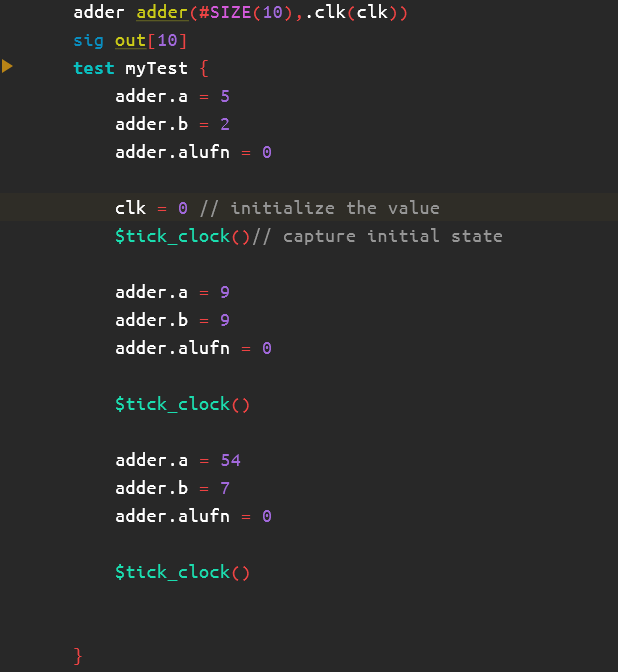 adder adder(#SIZE(10),.clk(clk))
sig out[10]
test myTest {
adder.a = 5
adder.b = 2
adder.alufn = 0
clk = 0 // initialize the value
$tick_clock()// capture initial state
adder.a = 9
adder.b = 9
adder.alufn = 0
$tick_clock()
adder.a = 54
adder.b = 7
adder.alufn = 0
$tick_clock()
}